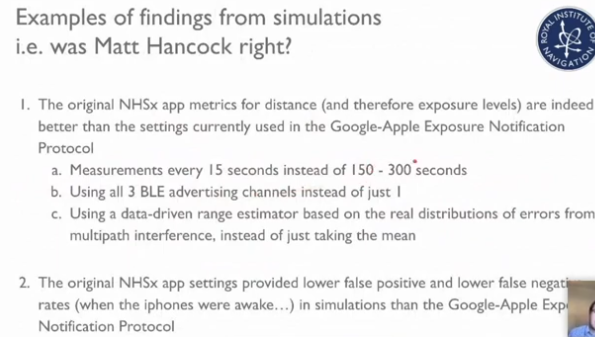 Examples of findings from simulations
i.e. was Matt Hancock right?
ROYAL INSTITUTE OF NAVIGATION
1. The original NHSx app metrics for distance (and therefore exposure levels) are indeed
better than the settings currently used in the Google-Apple Exposure Notification
Protocol
a. Measurements every 15 seconds instead of 150 - 300 seconds
b. Using all 3 BLE advertising channels instead of just 1
c. Using a data-driven range estimator based on the real distributions of errors from
multipath interference, instead of just taking the mean
2. The original NHSx app settings provided lower false positive and lower false negati
rates (when the iphones were awake...) in simulations than the Google-Apple Exp
Notification Protocol